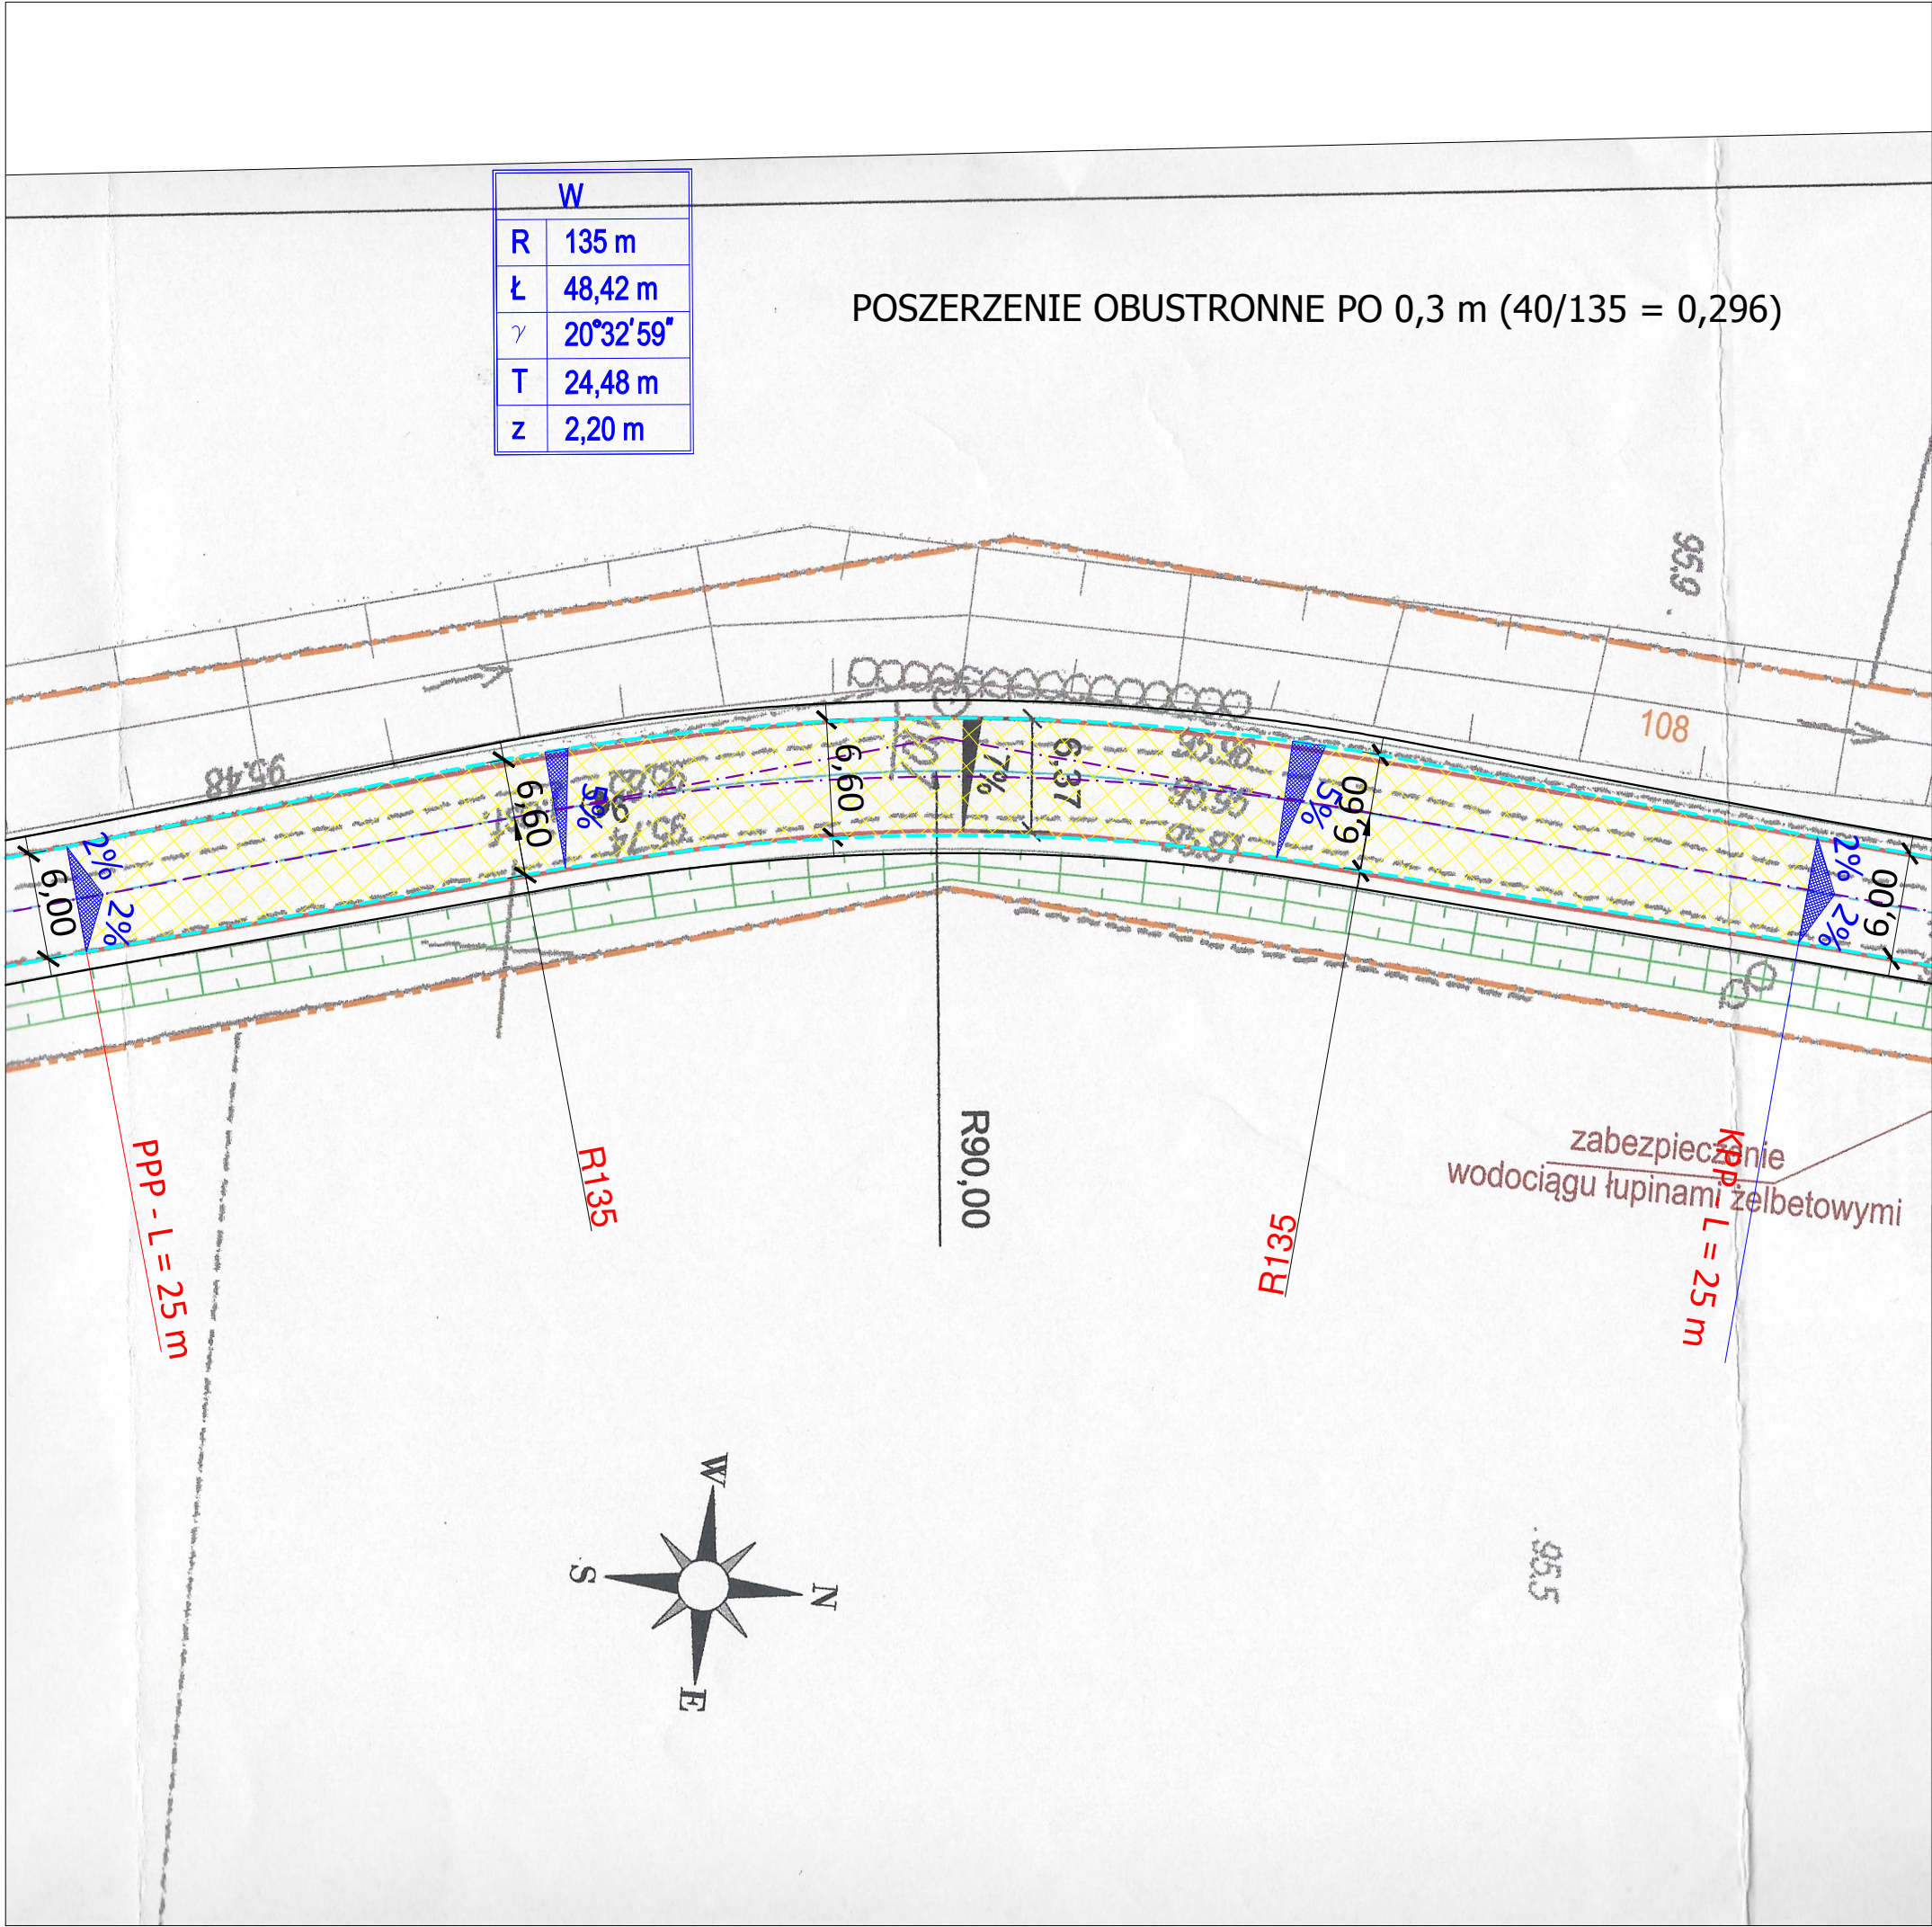 W
R 135 m
Ł 48,42 m
γ 20°32'59"
T 24,48 m
z 2,20 m
POSZERZENIE OBUSTRONNE PO 0,3 m (40/135 = 0,296)
95.9
108
95.48
6,60
5%
95.74
6,60
7%
6,37
5%
6,60
2%
2%
6,00
2%
2%
6,00
PPP - L = 25 m
R135
R90,00
R135
KPP - L = 25 m
zabezpieczenie
wodociągu łupinami żelbetowymi
W
S
N
E
95.5